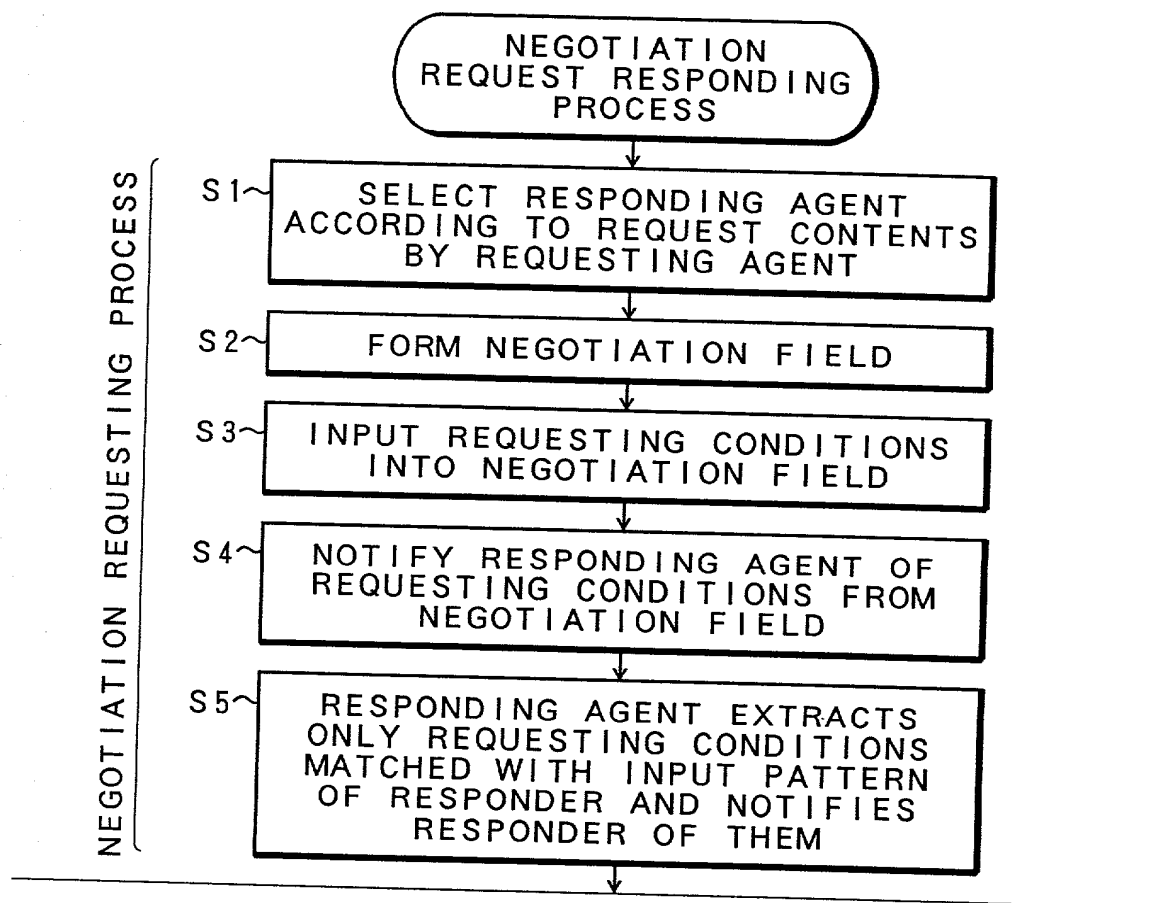 NEGOTIATION
REQUEST RESPONDING
PROCESS
NEGOTIATION REQUESTING PROCESS
S1
SELECT RESPONDING AGENT
ACCORDING TO REQUEST CONTENTS
BY REQUESTING AGENT
S2
FORM NEGOTIATION FIELD
S3
INPUT REQUESTING CONDITIONS
INTO NEGOTIATION FIELD
S4
NOTIFY RESPONDING AGENT OF
REQUESTING CONDITIONS FROM
NEGOTIATION FIELD
S5
RESPONDING AGENT EXTRACTS
ONLY REQUESTING CONDITIONS
MATCHED WITH INPUT PATTERN
OF RESPONDER AND NOTIFIES
RESPONDER OF THEM